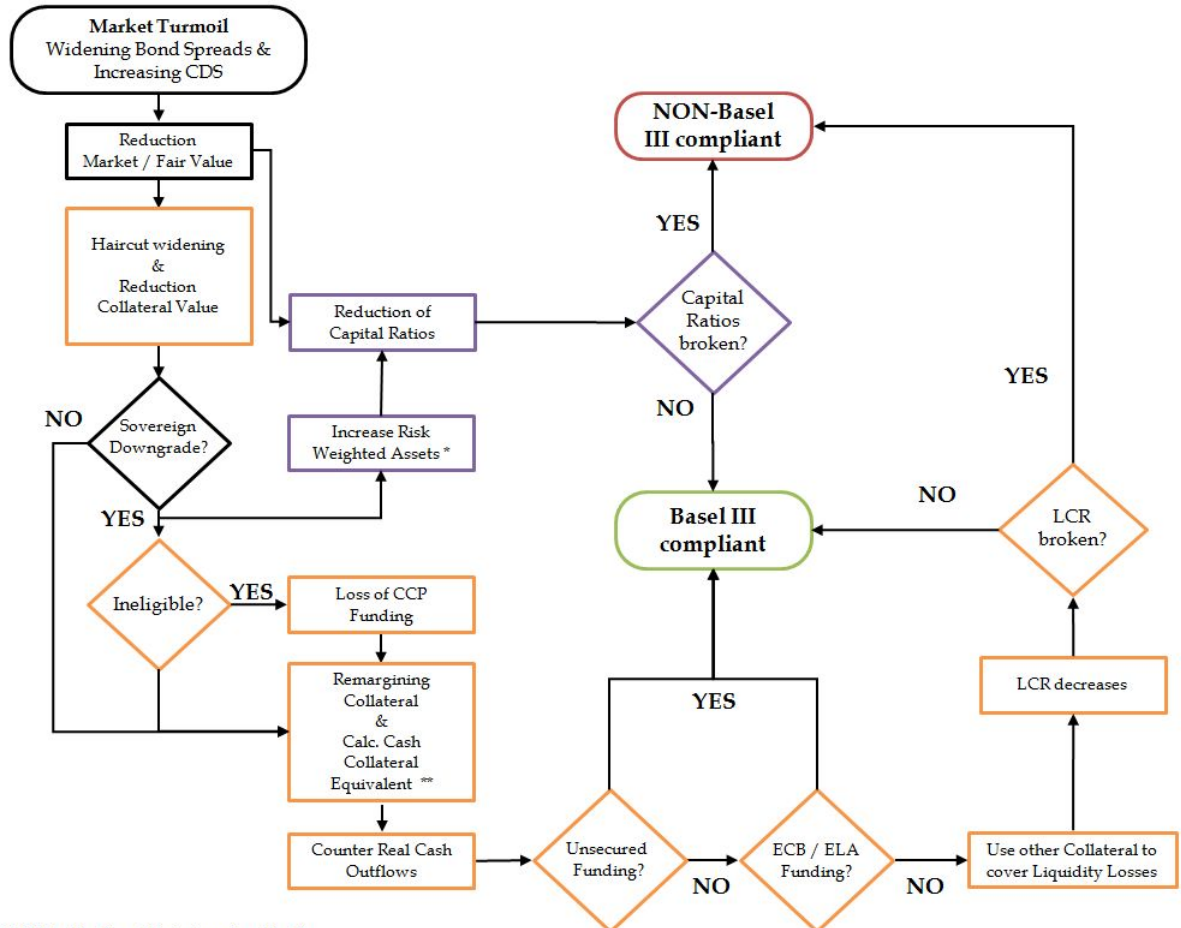 Market Turmoil
Widening Bond Spreads &
Increasing CDS
Reduction
Market / Fair Value
Haircut widening
&
Reduction
Collateral Value
NO
Sovereign
Downgrade?
YES
Ineligible?
YES
Reduction of
Capital Ratios
Increase Risk
Weighted Assets *
Loss of CCP
Funding
Remargining
Collateral
&
Calc. Cash
Collateral
Equivalent **
Counter Real Cash
Outflows
NON-Basel
III compliant
YES
Capital
Ratios
broken?
NO
Basel III
compliant
YES
Unsecured
Funding?
NO
ECB / ELA
Funding?
NO
YES
NO
LCR
broken?
LCR decreases
Use other Collateral to
cover Liquidity Losses